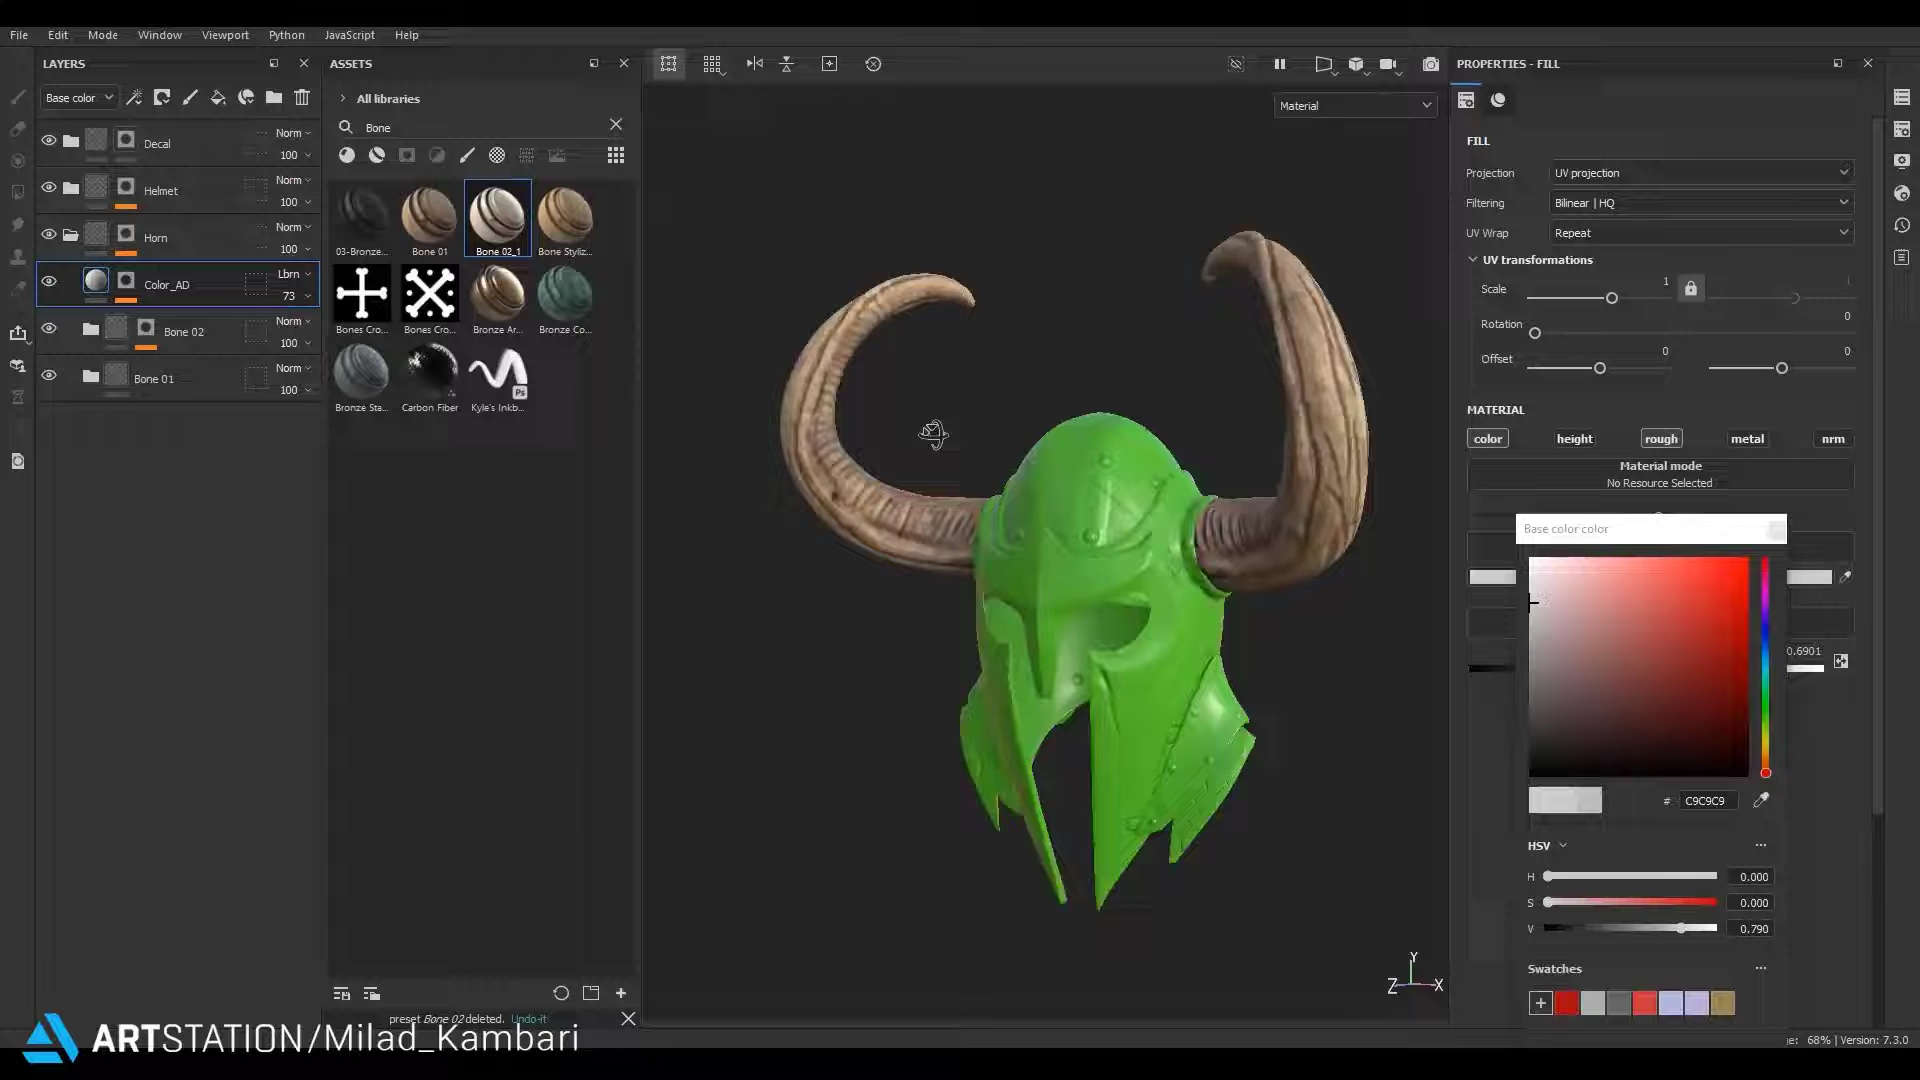 File Edit Mode Window Viewport Python JavaScript Help
LAYERS
Base color
Decal Norm 100
Helmet Norm 100
Horn Norm 100
Color_AD Lbrn 73
Bone 02 Norm 100
Bone 01 Norm 100
ASSETS
All libraries
Bone
03-Bronze... Bone 01 Bone 02_1 Bone Styliz...
Bones Cro... Bones Cro... Bronze Ar... Bronze Co...
Bronze Sta... Carbon Fiber Kyle's Inkb...
Ps
preset Bone 02 deleted. Undo-it
Material
Y
Z X
PROPERTIES - FILL
FILL
Projection UV projection
Filtering Bilinear | HQ
UV Wrap Repeat
UV transformations
Scale 1 1
Rotation 0
Offset 0 0
MATERIAL
color height rough metal nrm
Material mode
No Resource Selected
Base color color
0.6901
# C9C9C9
HSV
H 0.000
S 0.000
V 0.790
Swatches
68% | Version: 7.3.0
ARTSTATION/Milad_Kambari